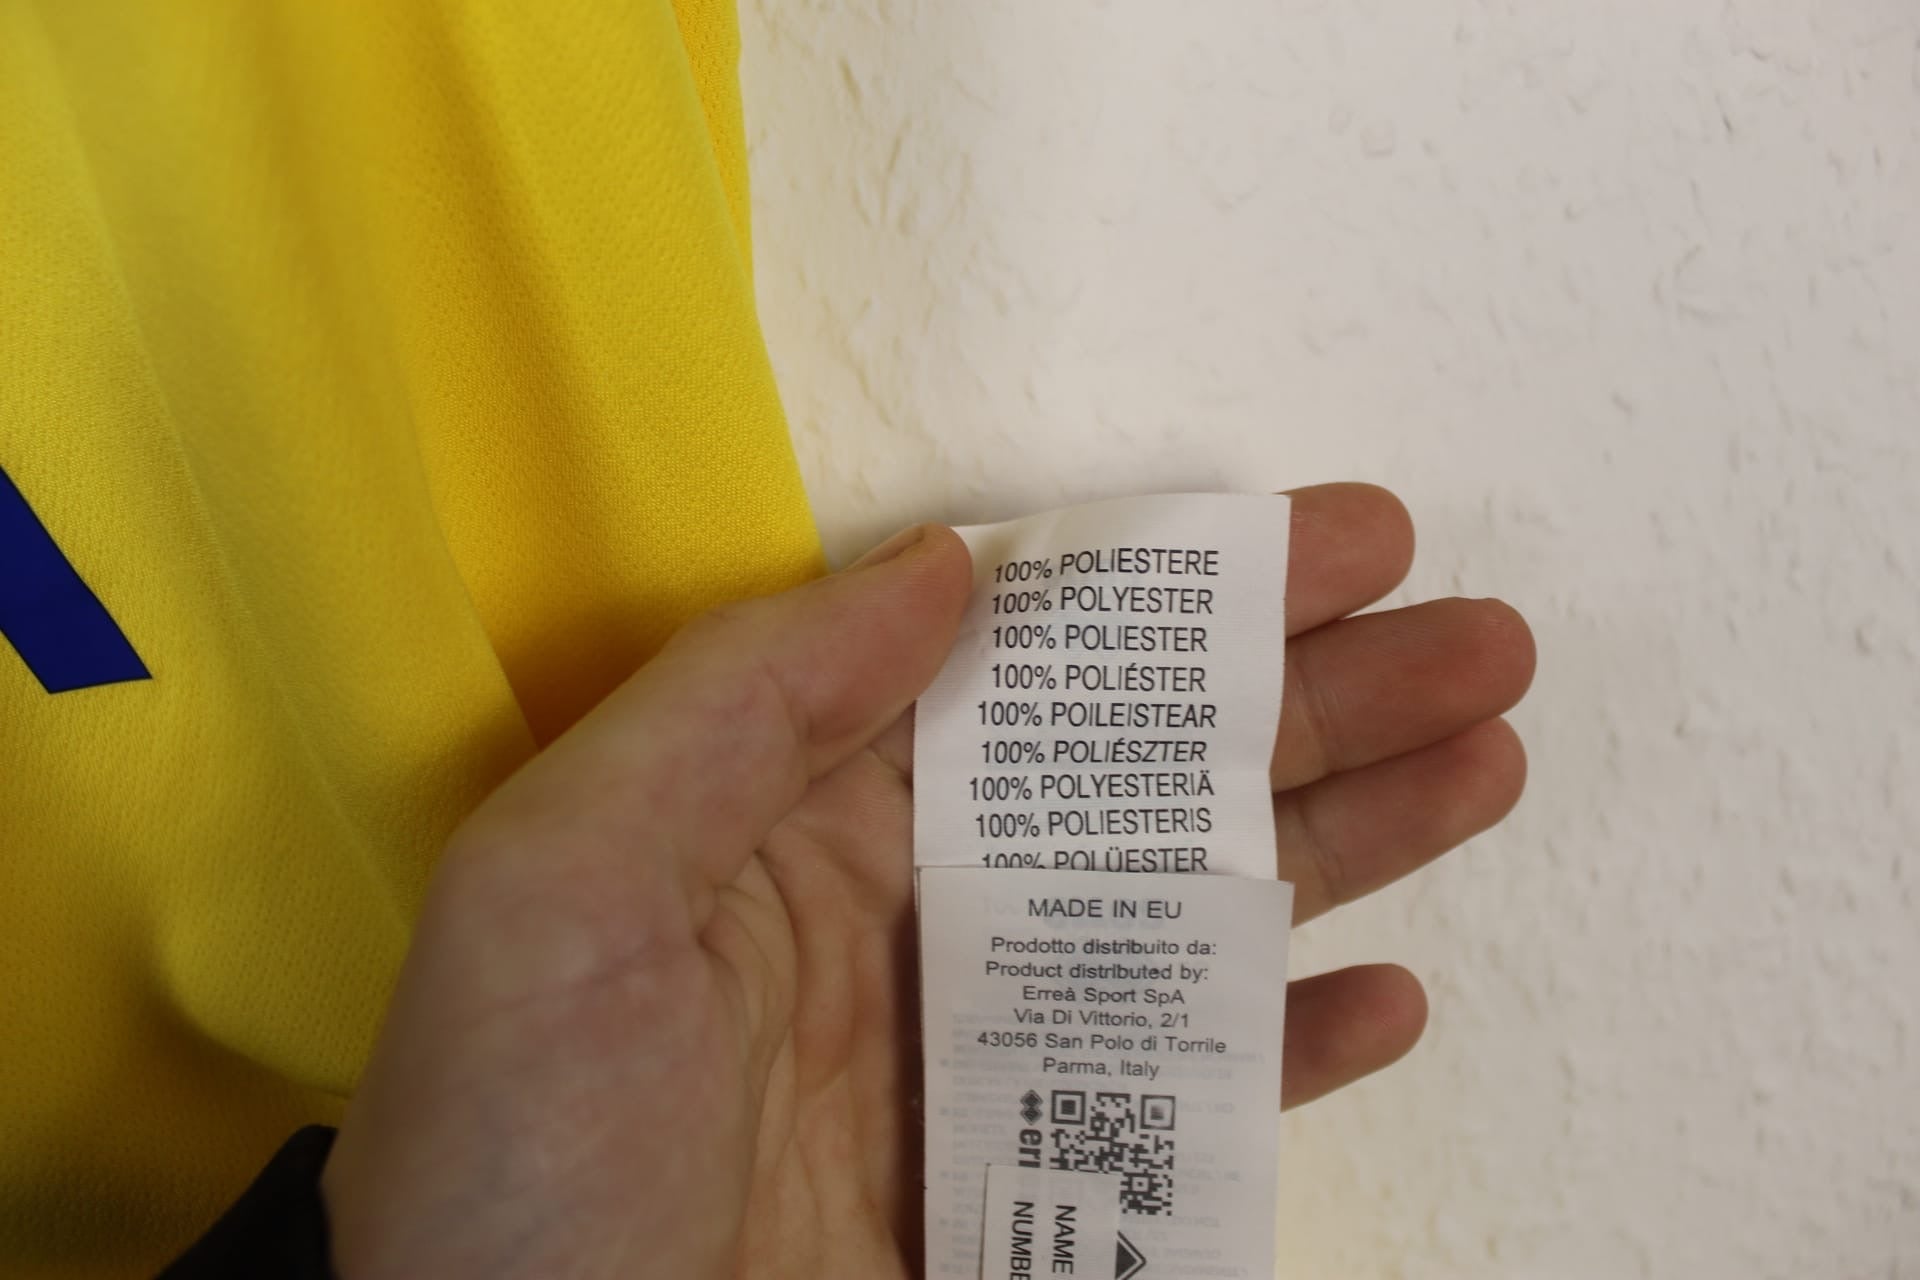 100% POLIESTERE
100% POLYESTER
100% POLIESTER
100% POLIÉSTER
100% POILEISTEAR
100% POLIÉSZTER
100% POLYESTERIÄ
100% POLIESTERIS
100% POLÜESTER
MADE IN EU
Prodotto distribuito da:
Product distributed by:
Erreà Sport SpA
Via Di Vittorio, 2/1
43056 San Polo di Torrile
Parma, Italy
NAME